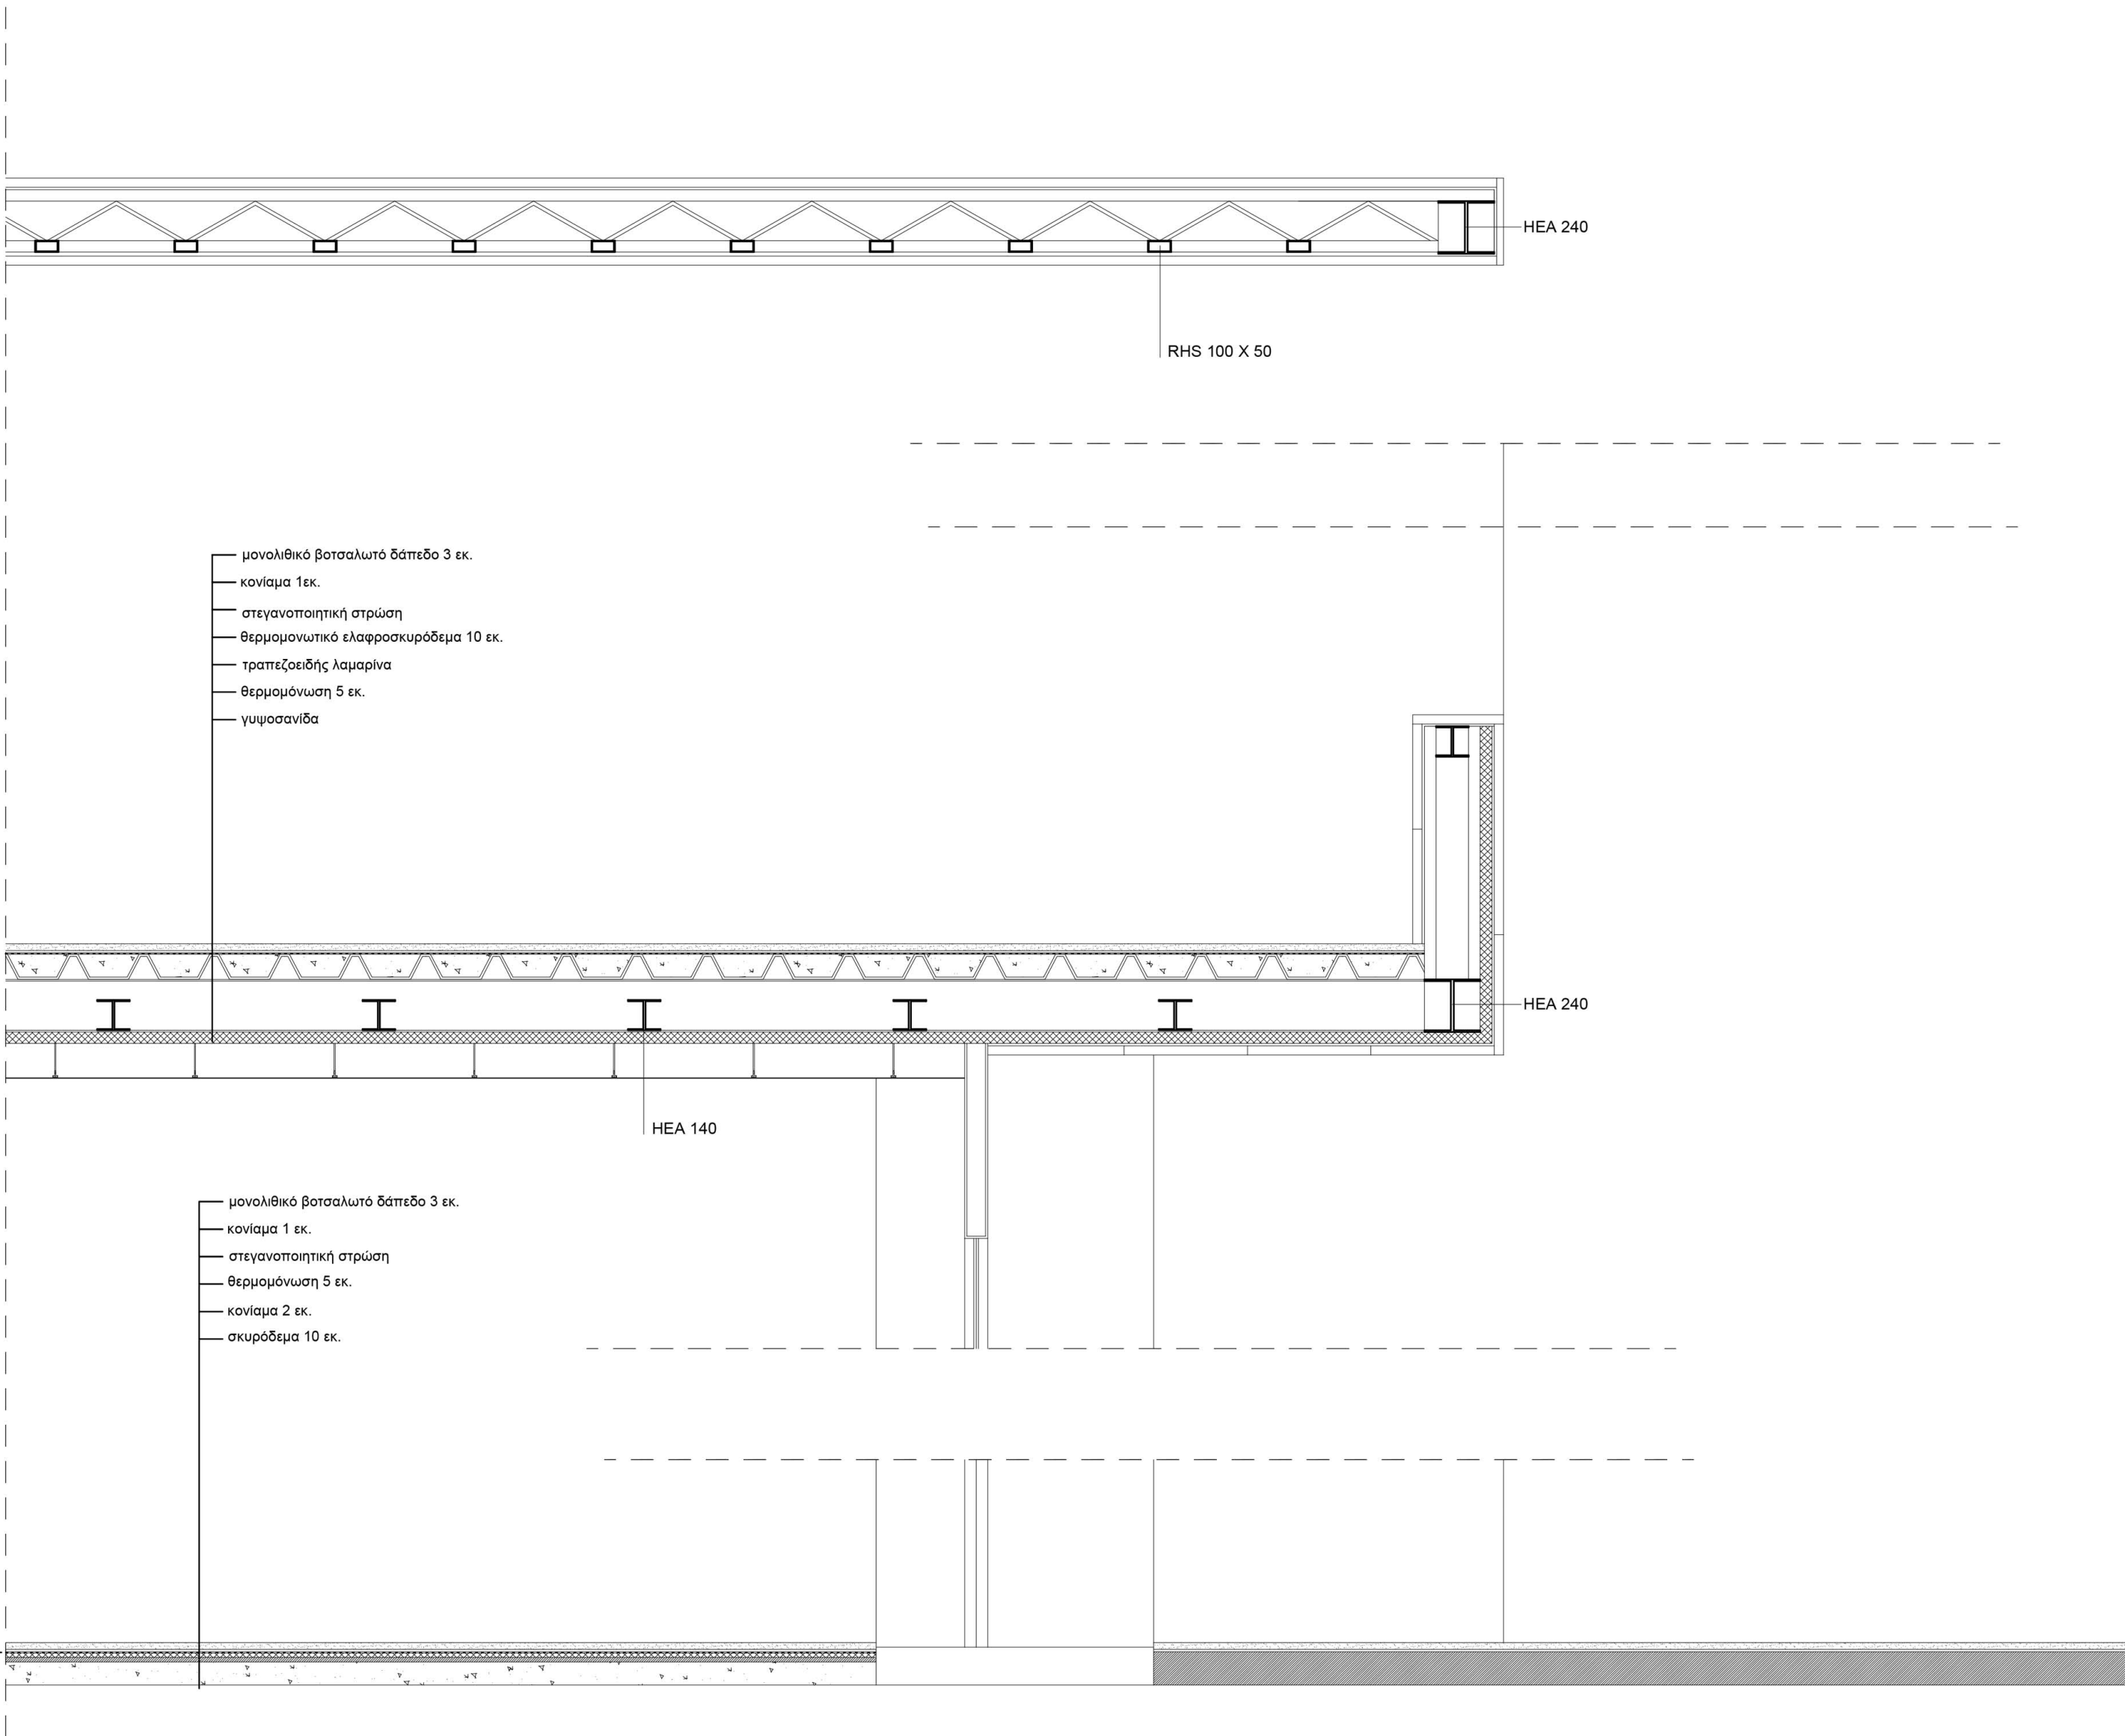 HEA 240
RHS 100 X 50
μονολιθικό βοτσαλωτό δάπεδο 3 εκ.
κονίαμα 1εκ.
στεγανοποιητική στρώση
θερμομονωτικό ελαφροσκυρόδεμα 10 εκ.
τραπεζοειδής λαμαρίνα
θερμομόνωση 5 εκ.
γυψοσανίδα
HEA 240
HEA 140
μονολιθικό βοτσαλωτό δάπεδο 3 εκ.
κονίαμα 1 εκ.
στεγανοποιητική στρώση
θερμομόνωση 5 εκ.
κονίαμα 2 εκ.
σκυρόδεμα 10 εκ.